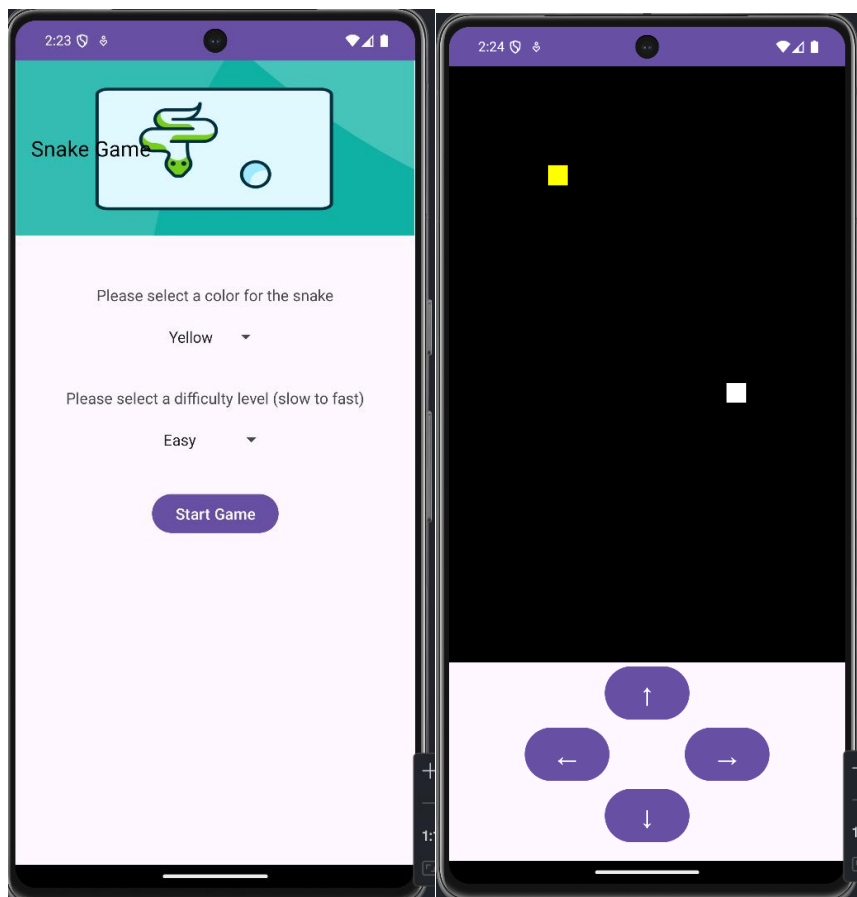 2:23
Snake Game
Please select a color for the snake
Yellow
Please select a difficulty level (slow to fast)
Easy
Start Game
2:24
↑
← →
↓